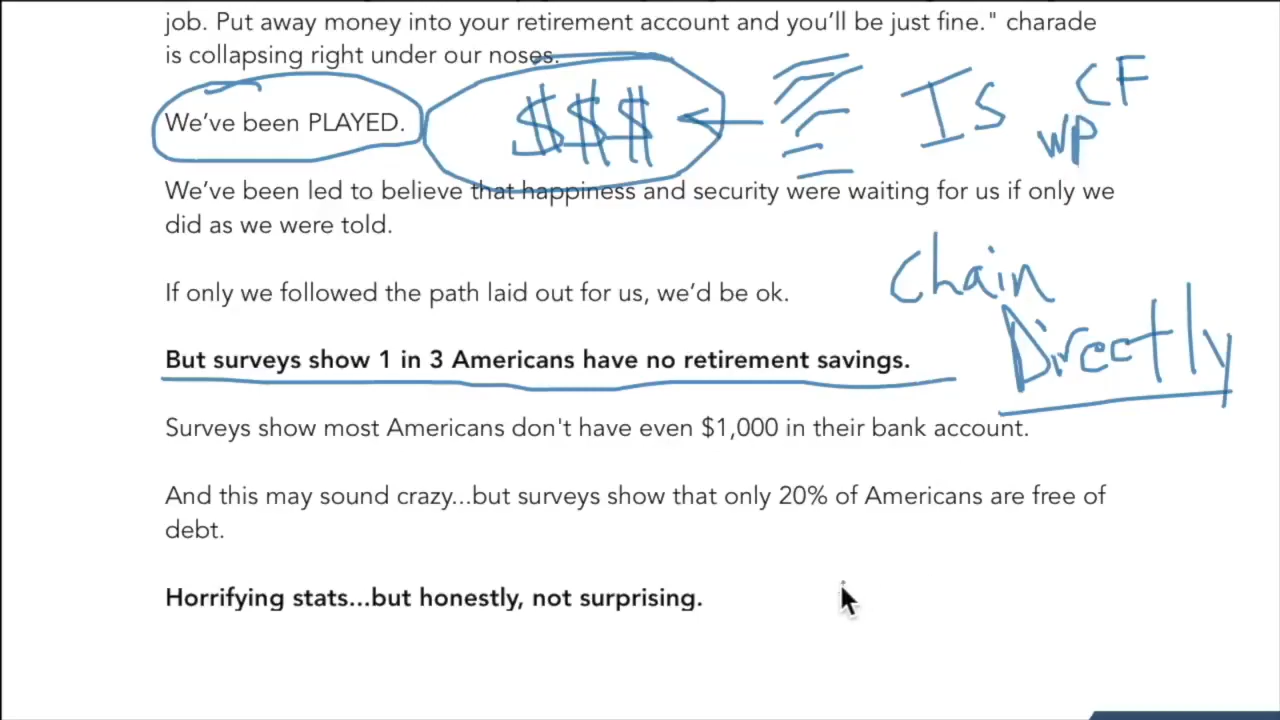 job. Put away money into your retirement account and you'll be just fine." charade
is collapsing right under our noses.
We've been PLAYED.
$$$
Is
CF
WP
We've been led to believe that happiness and security were waiting for us if only we
did as we were told.
Chain
If only we followed the path laid out for us, we'd be ok.
Directly
But surveys show 1 in 3 Americans have no retirement savings.
Surveys show most Americans don't have even $1,000 in their bank account.
And this may sound crazy...but surveys show that only 20% of Americans are free of
debt.
Horrifying stats...but honestly, not surprising.